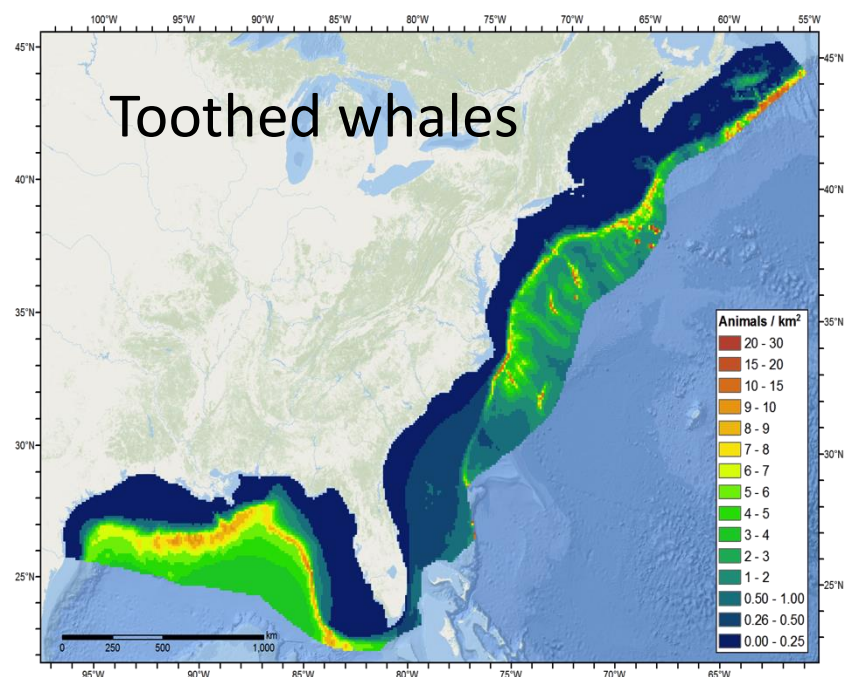 100°W 95°W 90°W 85°W 80°W 75°W 70°W 65°W 60°W 55°W
45°N 45°N
Toothed whales
40°N 40°N
35°N 35°N
Animals / km²
20 - 30
15 - 20
10 - 15
9 - 10
8 - 9
30°N 30°N
7 - 8
6 - 7
5 - 6
4 - 5
3 - 4
2 - 3
25°N 25°N
1 - 2
0.50 - 1.00
0.26 - 0.50
0.00 - 0.25
km
0 250 500 1,000
95°W 90°W 85°W 80°W 75°W 70°W 65°W